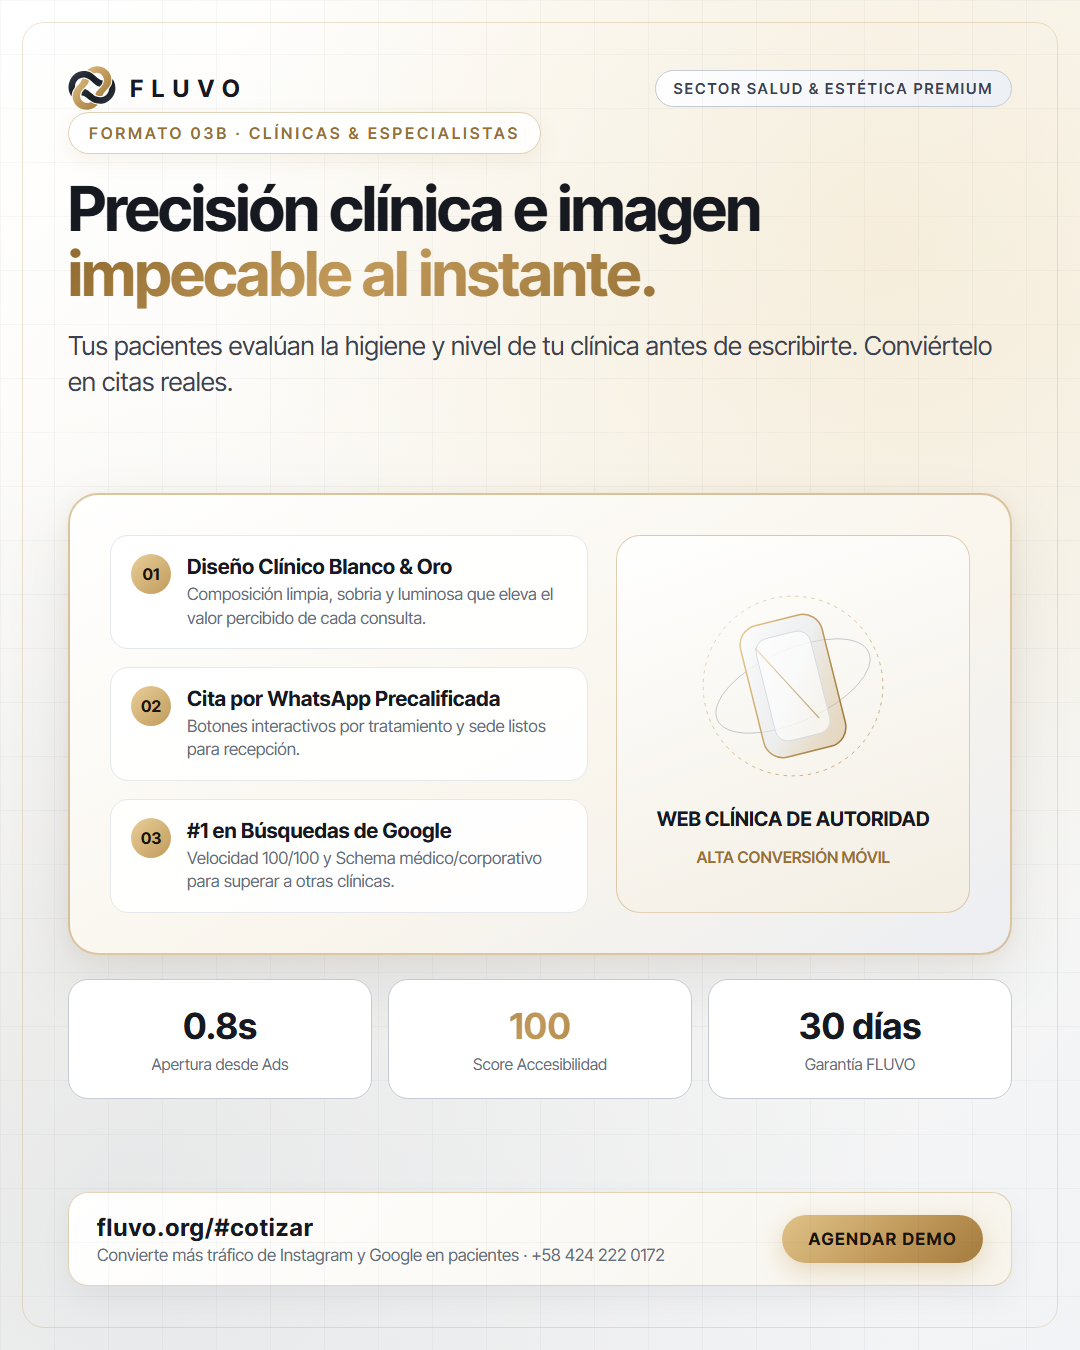 FLUVO
SECTOR SALUD & ESTÉTICA PREMIUM
FORMATO 03B · CLÍNICAS & ESPECIALISTAS
Precisión clínica e imagen
impecable al instante.
Tus pacientes evalúan la higiene y nivel de tu clínica antes de escribirte. Conviértelo
en citas reales.
01
Diseño Clínico Blanco & Oro
Composición limpia, sobria y luminosa que eleva el
valor percibido de cada consulta.
02
Cita por WhatsApp Precalificada
Botones interactivos por tratamiento y sede listos
para recepción.
03
#1 en Búsquedas de Google
Velocidad 100/100 y Schema médico/corporativo
para superar a otras clínicas.
WEB CLÍNICA DE AUTORIDAD
ALTA CONVERSIÓN MÓVIL
0.8s
Apertura desde Ads
100
Score Accesibilidad
30 días
Garantía FLUVO
fluvo.org/#cotizar
Convierte más tráfico de Instagram y Google en pacientes · +58 424 222 0172
AGENDAR DEMO